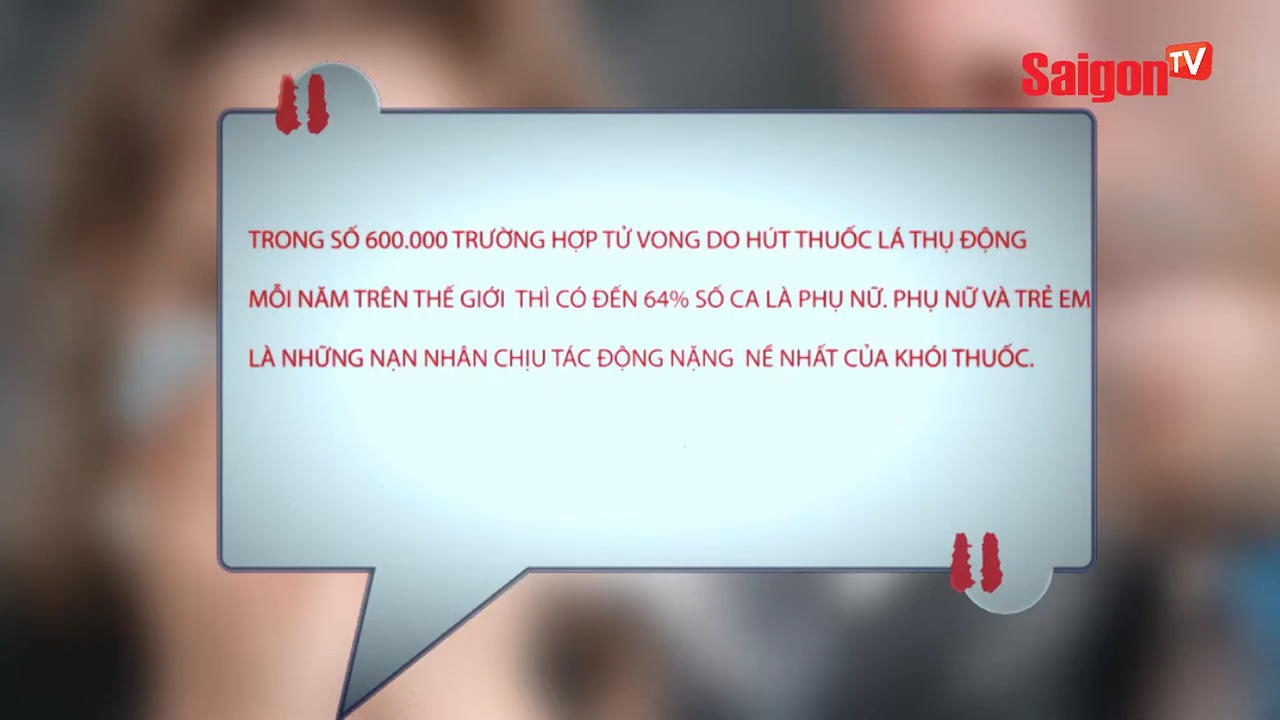 Saigon TV
TRONG SỐ 600.000 TRƯỜNG HỢP TỬ VONG DO HÚT THUỐC LÁ THỤ ĐỘNG
MỖI NĂM TRÊN THẾ GIỚI THÌ CÓ ĐẾN 64% SỐ CA LÀ PHỤ NỮ. PHỤ NỮ VÀ TRẺ EM
LÀ NHỮNG NẠN NHÂN CHỊU TÁC ĐỘNG NẶNG NỀ NHẤT CỦA KHÓI THUỐC.